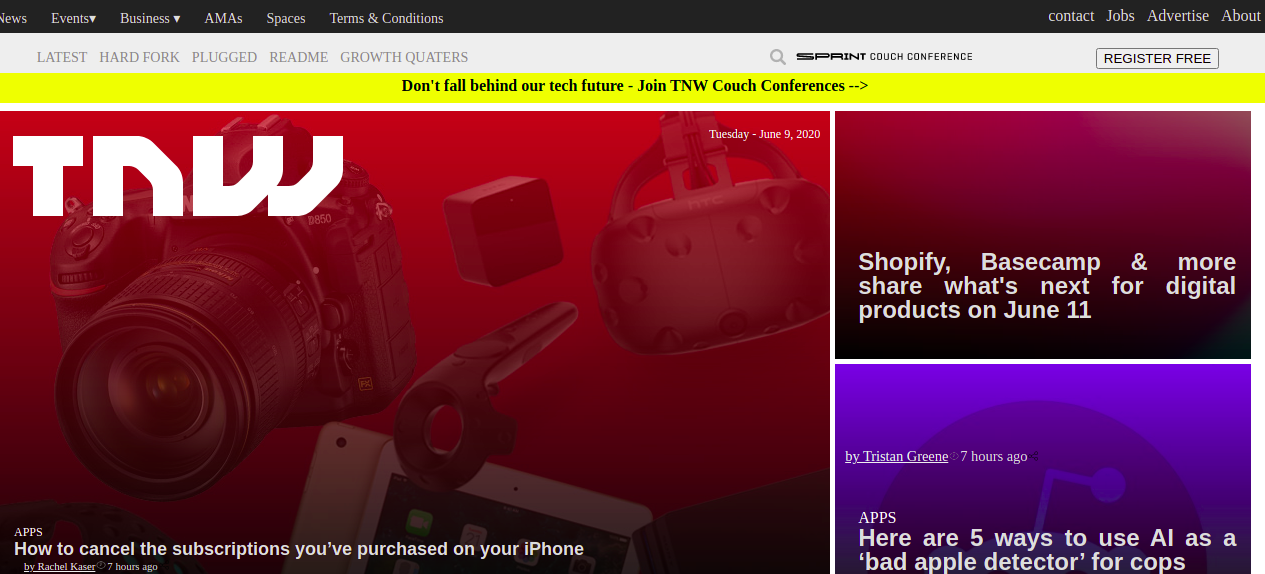 News Events▾ Business ▾ AMAs Spaces Terms & Conditions contact Jobs Advertise About
LATEST HARD FORK PLUGGED README GROWTH QUATERS SPRINT COUCH CONFERENCE REGISTER FREE
Don't fall behind our tech future - Join TNW Couch Conferences -->
Tuesday - June 9, 2020
TNW
D850
hTC
FX
APPS
How to cancel the subscriptions you’ve purchased on your iPhone
by Rachel Kaser 7 hours ago
Shopify, Basecamp & more
share what's next for digital
products on June 11
by Tristan Greene 7 hours ago
APPS
Here are 5 ways to use AI as a
‘bad apple detector’ for cops